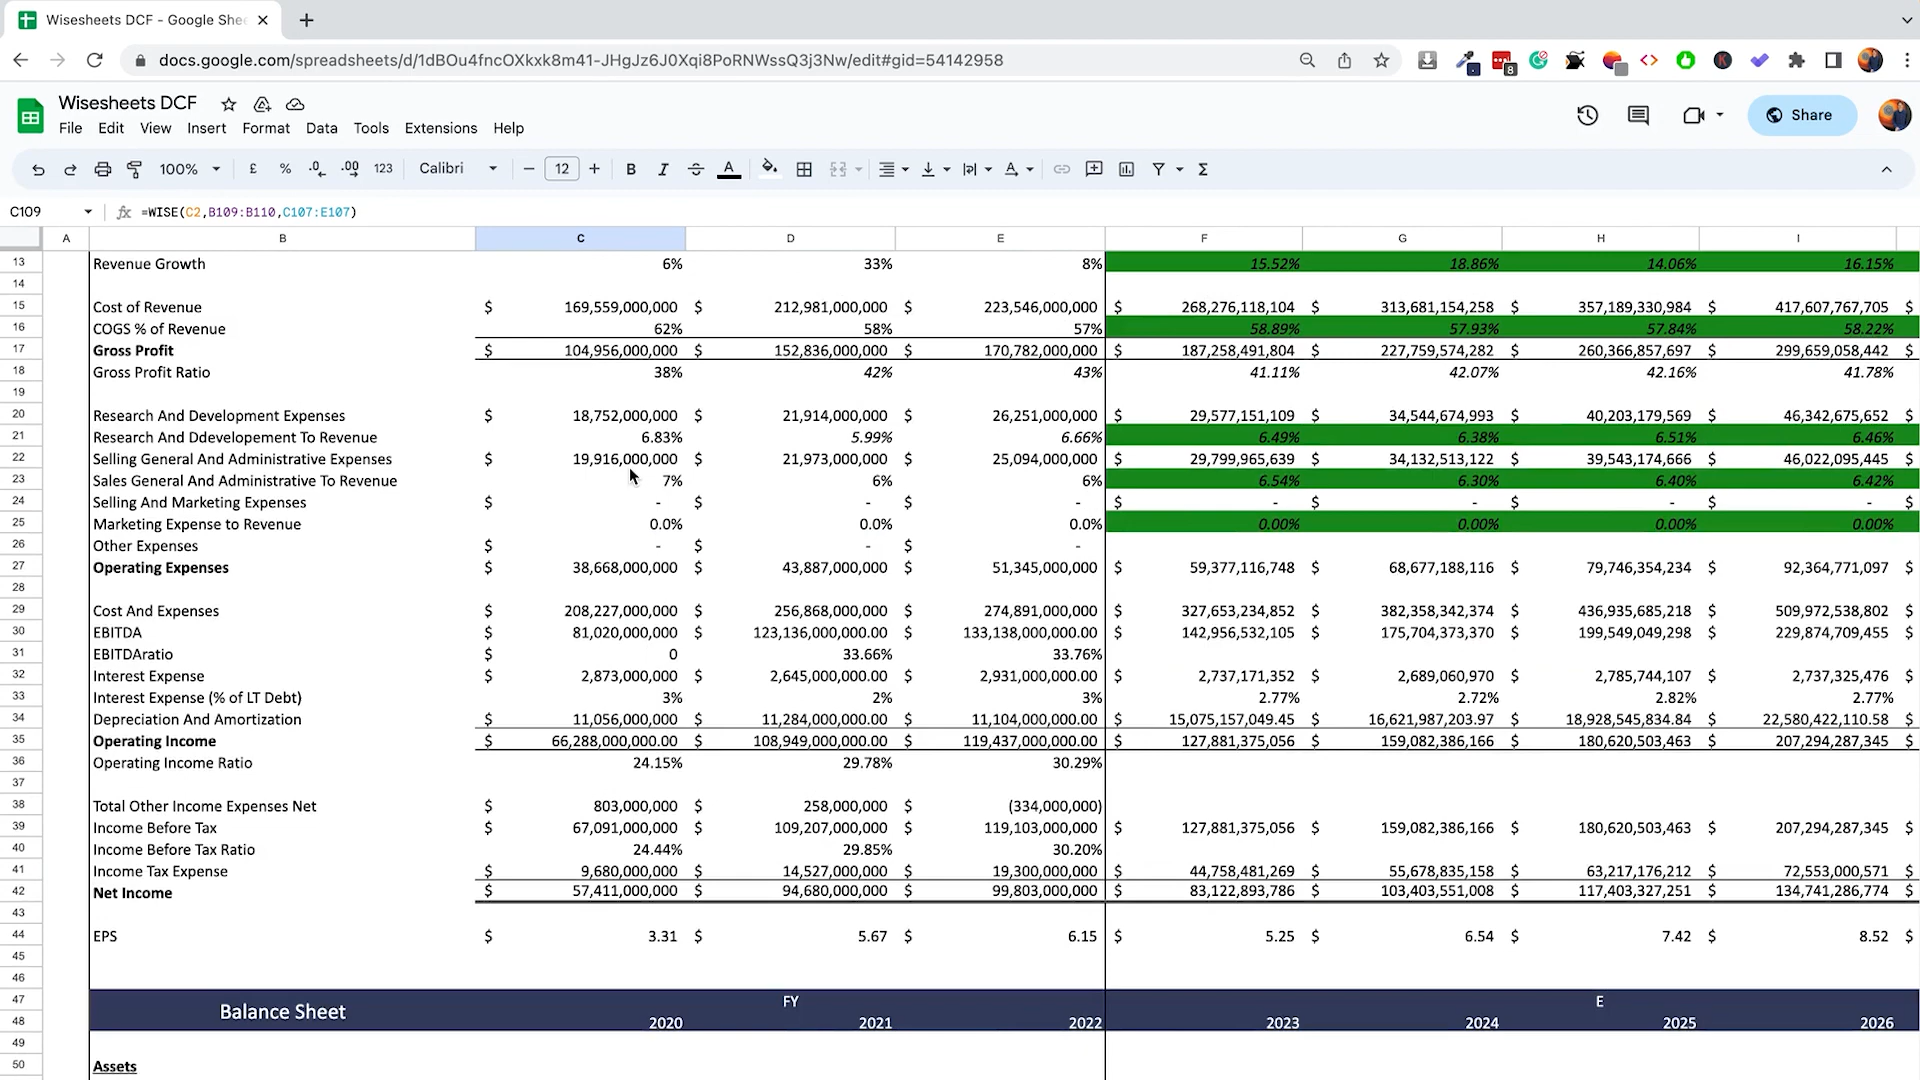 Wisesheets DCF - Google Shee
docs.google.com/spreadsheets/d/1dBOu4fncOXkxk8m41-JHgJz6J0Xqi8PoRNWssQ3j3Nw/edit#gid=54142958
8
K
Wisesheets DCF
File Edit View Insert Format Data Tools Extensions Help
Share
100% £ % .0 .00 123 Calibri 12 B I S A A Σ
C109 fx =WISE(C2,B109:B110,C107:E107)
A B C D E F G H I
13 Revenue Growth 6% 33% 8% 15.52% 18.86% 14.06% 16.15%
14
15 Cost of Revenue $ 169,559,000,000 $ 212,981,000,000 $ 223,546,000,000 $ 268,276,118,104 $ 313,681,154,258 $ 357,189,330,984 $ 417,607,767,705 $
16 COGS % of Revenue 62% 58% 57% 58.89% 57.93% 57.84% 58.22%
17 Gross Profit $ 104,956,000,000 $ 152,836,000,000 $ 170,782,000,000 $ 187,258,491,804 $ 227,759,574,282 $ 260,366,857,697 $ 299,659,058,442 $
18 Gross Profit Ratio 38% 42% 43% 41.11% 42.07% 42.16% 41.78%
19
20 Research And Development Expenses $ 18,752,000,000 $ 21,914,000,000 $ 26,251,000,000 $ 29,577,151,109 $ 34,544,674,993 $ 40,203,179,569 $ 46,342,675,652 $
21 Research And Ddevelopement To Revenue 6.83% 5.99% 6.66% 6.49% 6.38% 6.51% 6.46%
22 Selling General And Administrative Expenses $ 19,916,000,000 $ 21,973,000,000 $ 25,094,000,000 $ 29,799,965,639 $ 34,132,513,122 $ 39,543,174,666 $ 46,022,095,445 $
23 Sales General And Administrative To Revenue 7% 6% 6% 6.54% 6.30% 6.40% 6.42%
24 Selling And Marketing Expenses $ - $ - $ - $ - $ - $ - $ - $
25 Marketing Expense to Revenue 0.0% 0.0% 0.0% 0.00% 0.00% 0.00% 0.00%
26 Other Expenses $ - $ - $ -
27 Operating Expenses $ 38,668,000,000 $ 43,887,000,000 $ 51,345,000,000 $ 59,377,116,748 $ 68,677,188,116 $ 79,746,354,234 $ 92,364,771,097 $
28
29 Cost And Expenses $ 208,227,000,000 $ 256,868,000,000 $ 274,891,000,000 $ 327,653,234,852 $ 382,358,342,374 $ 436,935,685,218 $ 509,972,538,802 $
30 EBITDA $ 81,020,000,000 $ 123,136,000,000.00 $ 133,138,000,000.00 $ 142,956,532,105 $ 175,704,373,370 $ 199,549,049,298 $ 229,874,709,455 $
31 EBITDAratio $ 0 33.66% 33.76%
32 Interest Expense $ 2,873,000,000 $ 2,645,000,000.00 $ 2,931,000,000.00 $ 2,737,171,352 $ 2,689,060,970 $ 2,785,744,107 $ 2,737,325,476 $
33 Interest Expense (% of LT Debt) 3% 2% 3% 2.77% 2.72% 2.82% 2.77%
34 Depreciation And Amortization $ 11,056,000,000 $ 11,284,000,000.00 $ 11,104,000,000.00 $ 15,075,157,049.45 $ 16,621,987,203.97 $ 18,928,545,834.84 $ 22,580,422,110.58 $
35 Operating Income $ 66,288,000,000.00 $ 108,949,000,000.00 $ 119,437,000,000.00 $ 127,881,375,056 $ 159,082,386,166 $ 180,620,503,463 $ 207,294,287,345 $
36 Operating Income Ratio 24.15% 29.78% 30.29%
37
38 Total Other Income Expenses Net $ 803,000,000 $ 258,000,000 $ (334,000,000)
39 Income Before Tax $ 67,091,000,000 $ 109,207,000,000 $ 119,103,000,000 $ 127,881,375,056 $ 159,082,386,166 $ 180,620,503,463 $ 207,294,287,345 $
40 Income Before Tax Ratio 24.44% 29.85% 30.20%
41 Income Tax Expense $ 9,680,000,000 $ 14,527,000,000 $ 19,300,000,000 $ 44,758,481,269 $ 55,678,835,158 $ 63,217,176,212 $ 72,553,000,571 $
42 Net Income $ 57,411,000,000 $ 94,680,000,000 $ 99,803,000,000 $ 83,122,893,786 $ 103,403,551,008 $ 117,403,327,251 $ 134,741,286,774 $
43
44 EPS $ 3.31 $ 5.67 $ 6.15 $ 5.25 $ 6.54 $ 7.42 $ 8.52 $
45
46
47 Balance Sheet FY E
48 2020 2021 2022 2023 2024 2025 2026
49
50 Assets